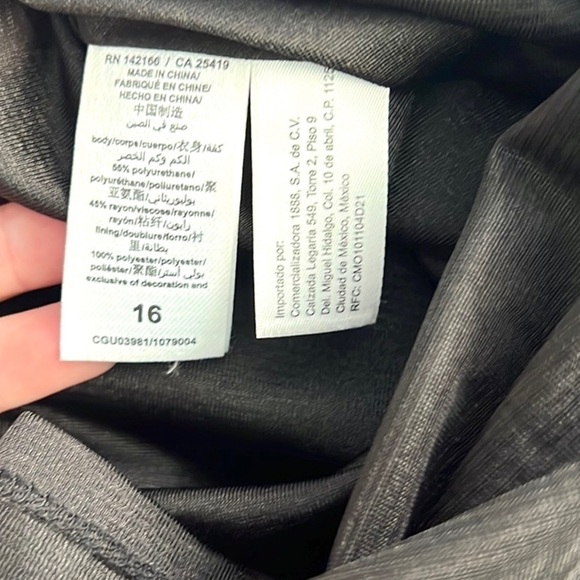 RN 142166 / CA 25419
MADE IN CHINA/
FABRIQUÉ EN CHINE/
HECHO EN CHINA/
中国制造
صنع في الصين
body/corps/cuerpo/衣身/كفة
الكم وكم الخصر
55% polyurethane/
polyuréthane/poliuretano/聚
亚氨酯/بوليوريثاني
45% rayon/viscose/rayonne/
rayón/粘纤/رايون
lining/doublure/forro/衬
里/بطانة
100% polyester/polyester/
poliéster/聚酯/بولي أستر
exclusive of decoration and
16
CGU03981/1079004
Importado por:
Comercializadora 1888, S.A. de C.V.
Calzada Legaria 549, Torre 2, Piso 9
Del. Miguel Hidalgo, Col. 10 de abril, C.P. 1125
Ciudad de México, México
RFC: CMO101104D21